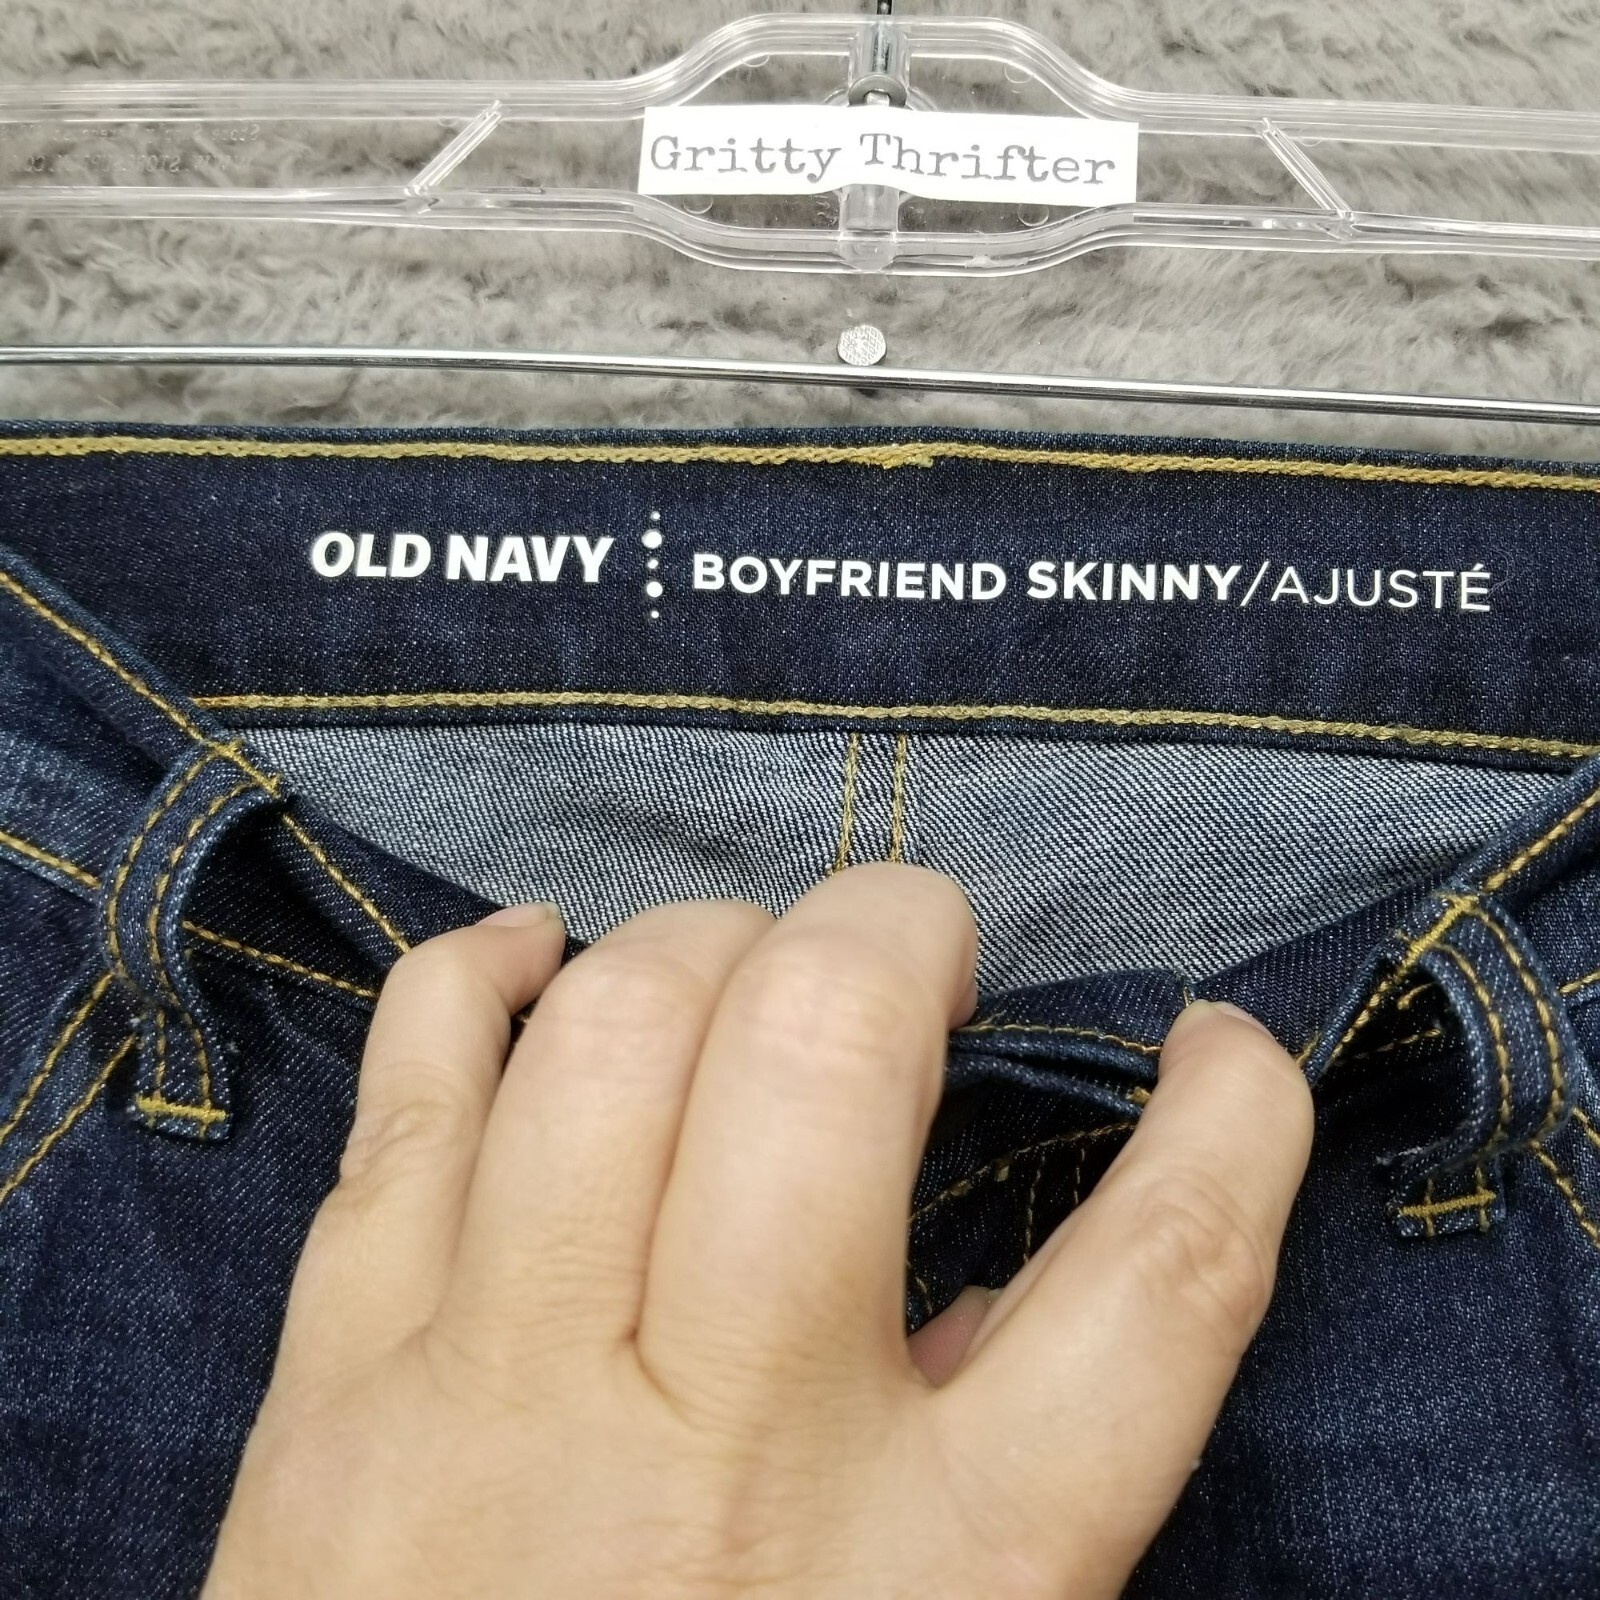 Gritty Thrifter
OLD NAVY
BOYFRIEND SKINNY/AJUSTÉ